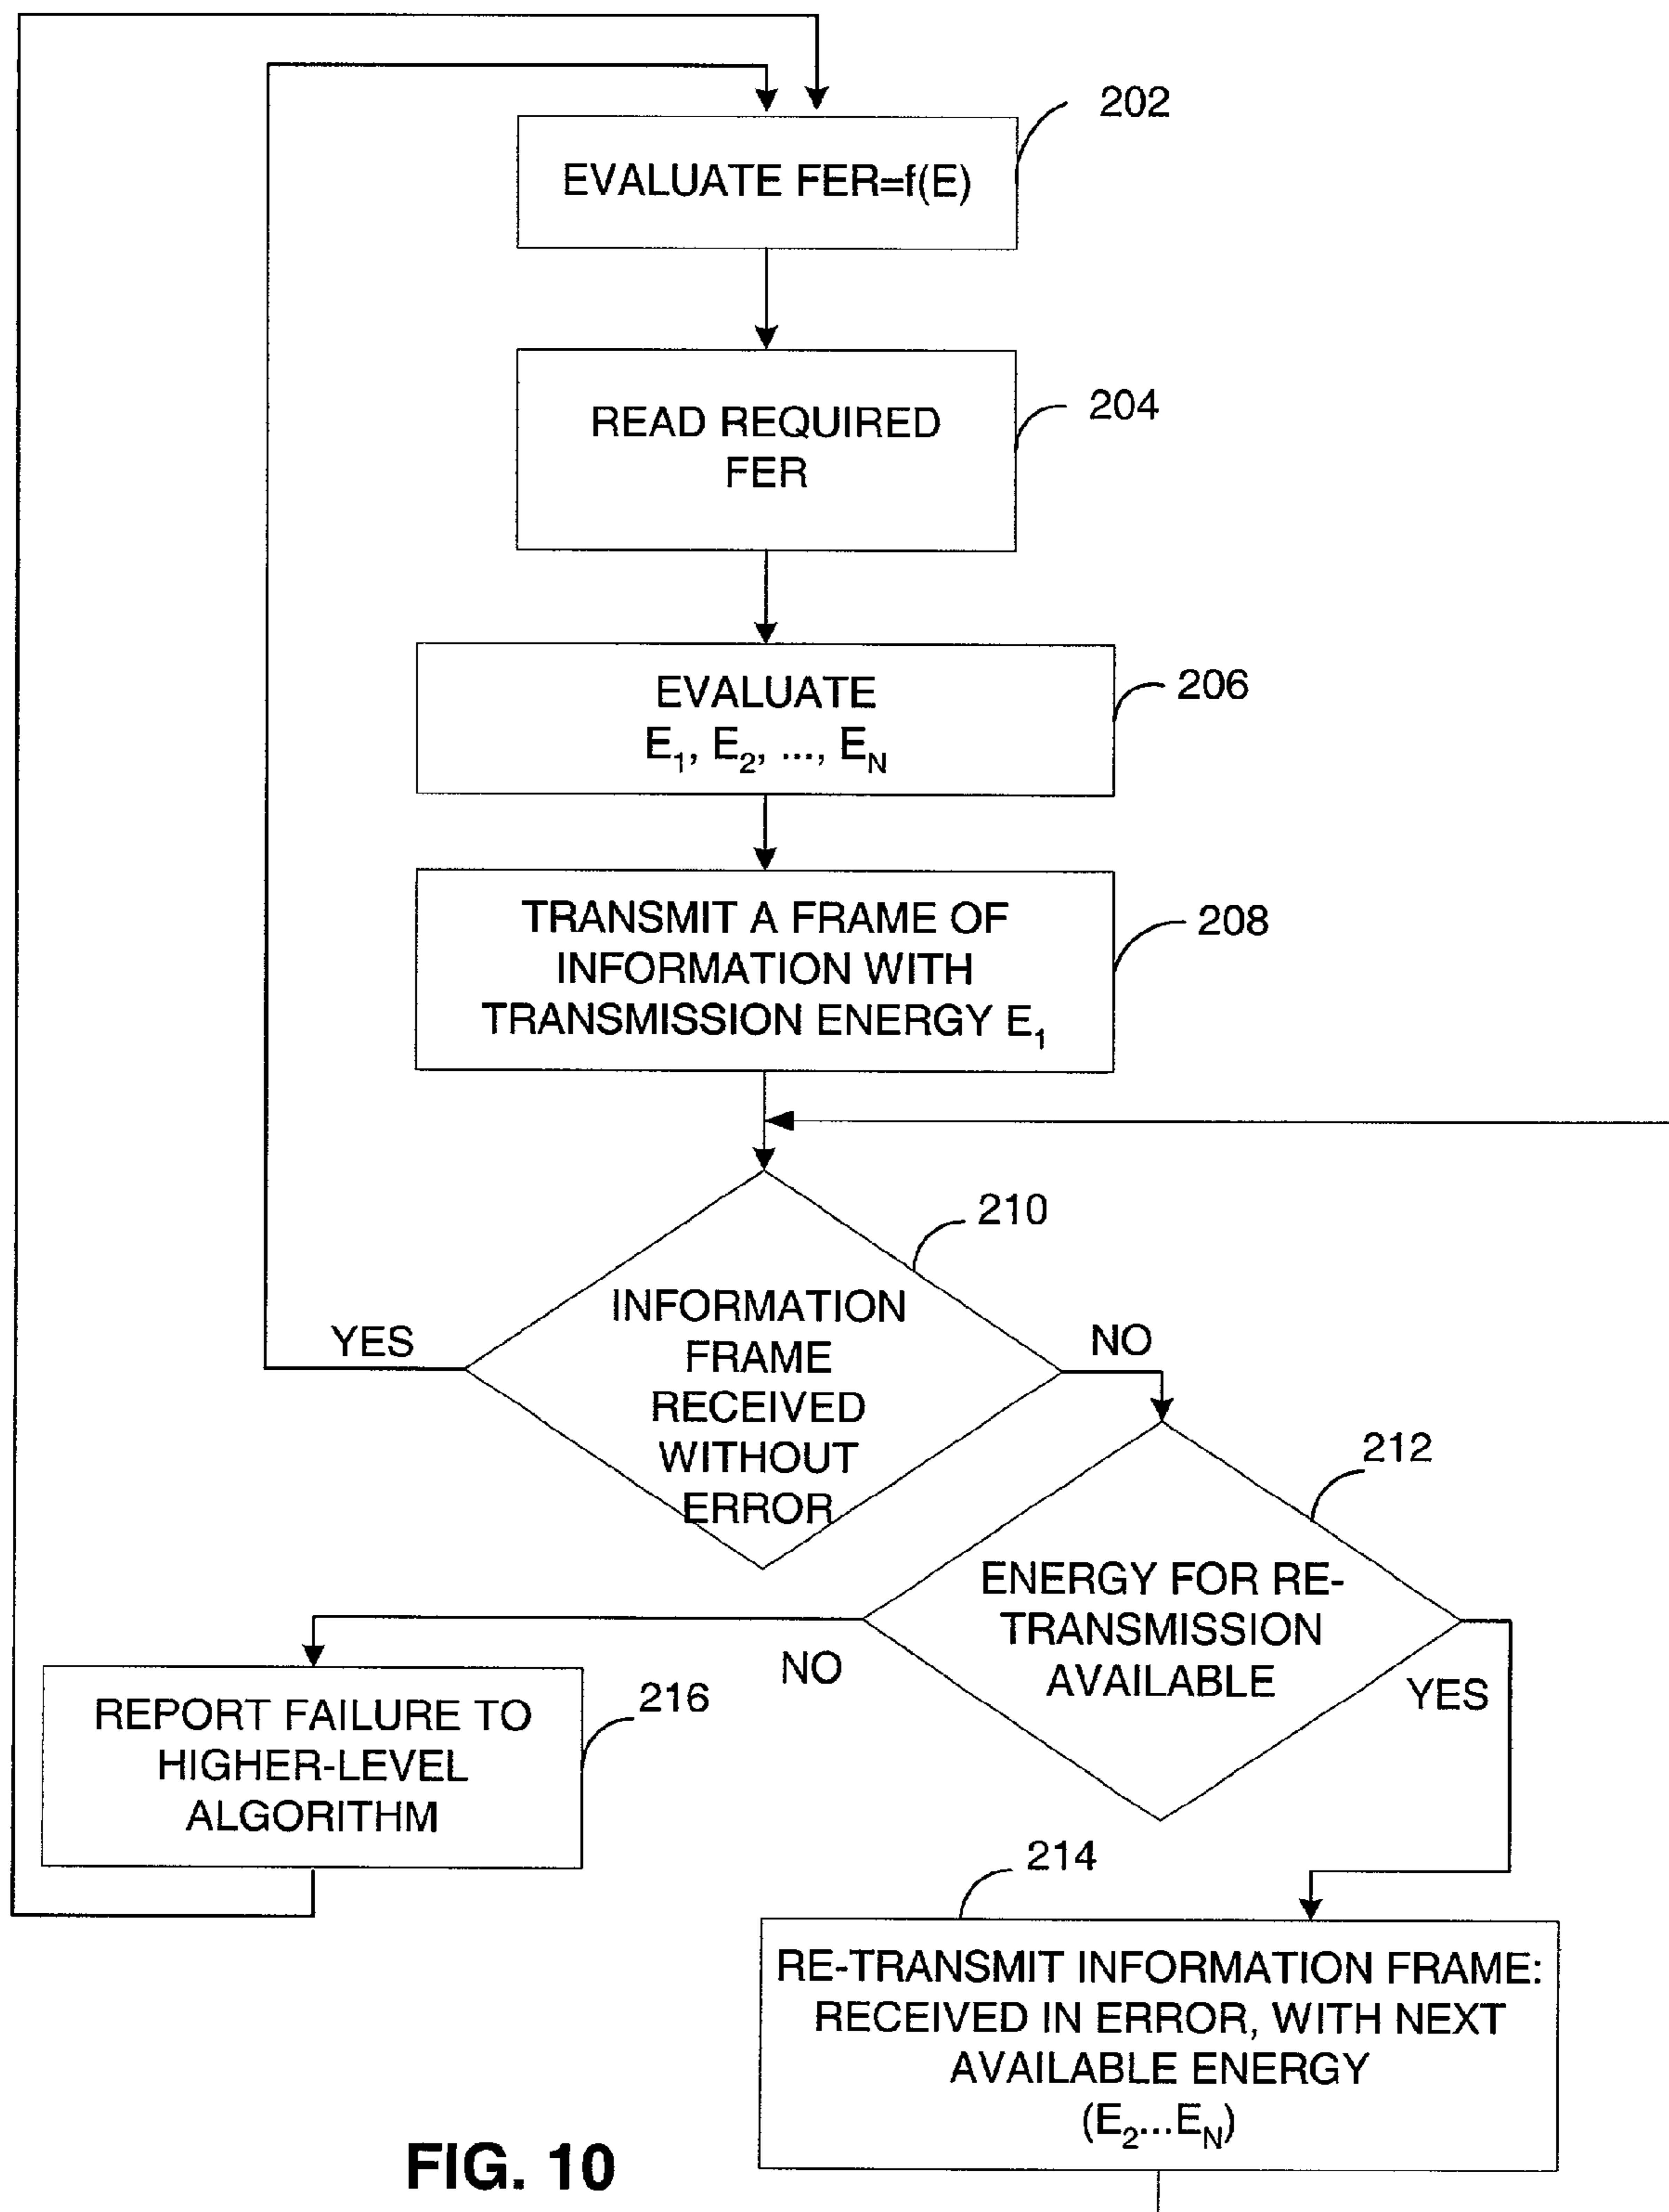 202
EVALUATE FER=f(E)
204
READ REQUIRED
FER
206
EVALUATE
E1, E2, ..., EN
208
TRANSMIT A FRAME OF
INFORMATION WITH
TRANSMISSION ENERGY E1
210
INFORMATION
FRAME
RECEIVED
WITHOUT
ERROR
YES
NO
212
ENERGY FOR RE-
TRANSMISSION
AVAILABLE
NO
YES
216
REPORT FAILURE TO
HIGHER-LEVEL
ALGORITHM
214
RE-TRANSMIT INFORMATION FRAME:
RECEIVED IN ERROR, WITH NEXT
AVAILABLE ENERGY
(E2...EN)
FIG. 10